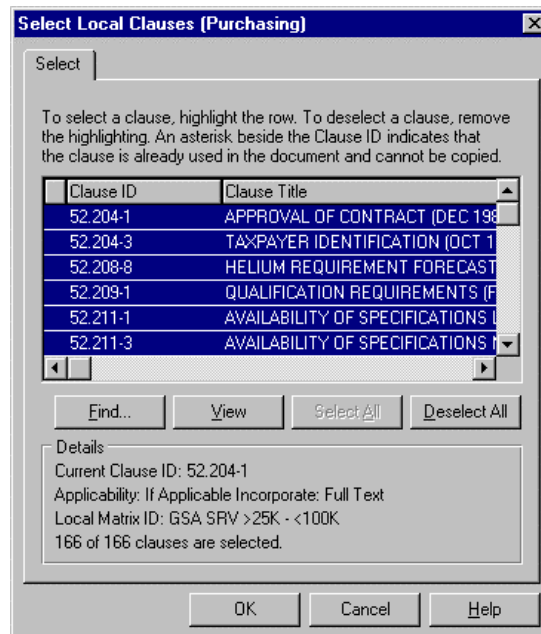 Select Local Clauses (Purchasing)
Select
To select a clause, highlight the row. To deselect a clause, remove
the highlighting. An asterisk beside the Clause ID indicates that
the clause is already used in the document and cannot be copied.
Clause ID Clause Title
52.204-1 APPROVAL OF CONTRACT (DEC 198
52.204-3 TAXPAYER IDENTIFICATION (OCT 1
52.208-8 HELIUM REQUIREMENT FORECAST
52.209-1 QUALIFICATION REQUIREMENTS (F
52.211-1 AVAILABILITY OF SPECIFICATIONS L
52.211-3 AVAILABILITY OF SPECIFICATIONS N
Find... View Select All Deselect All
Details
Current Clause ID: 52.204-1
Applicability: If Applicable Incorporate: Full Text
Local Matrix ID: GSA SRV >25K - <100K
166 of 166 clauses are selected.
OK Cancel Help